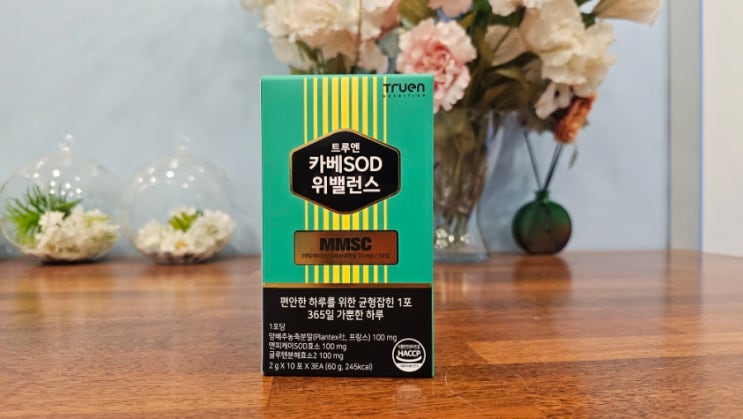 Truen
NUTRITION
트루엔
카베SOD
위밸런스
MMSC
편안한 하루를 위한 균형잡힌 1포
365일 가뿐한 하루
1포당
양배추농축분말(Plantex社, 프랑스) 100 mg
엔피케이SOD효소 100 mg
글루텐분해효소2 100 mg
2 g X 10 포 X 3EA (60 g, 245kcal)
HACCP